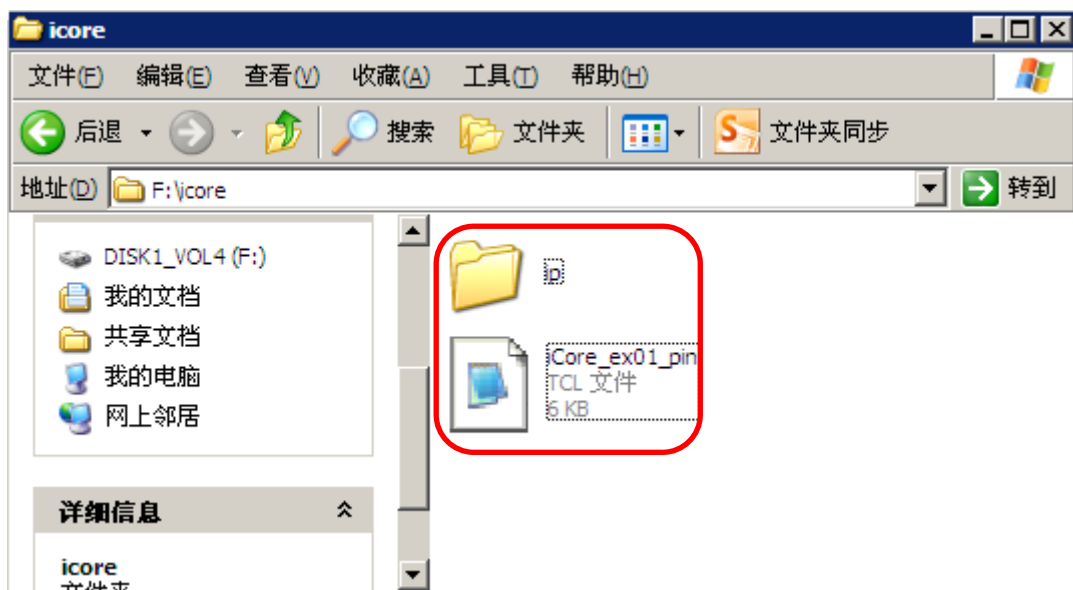 icore
文件(F) 编辑(E) 查看(V) 收藏(A) 工具(T) 帮助(H)
后退 搜索 文件夹 文件夹同步
地址(D) F:\icore 转到
DISK1_VOL4 (F:)
我的文档
共享文档
我的电脑
网上邻居
详细信息
icore
文件夹
ip
iCore_ex01_pin
TCL 文件
6 KB